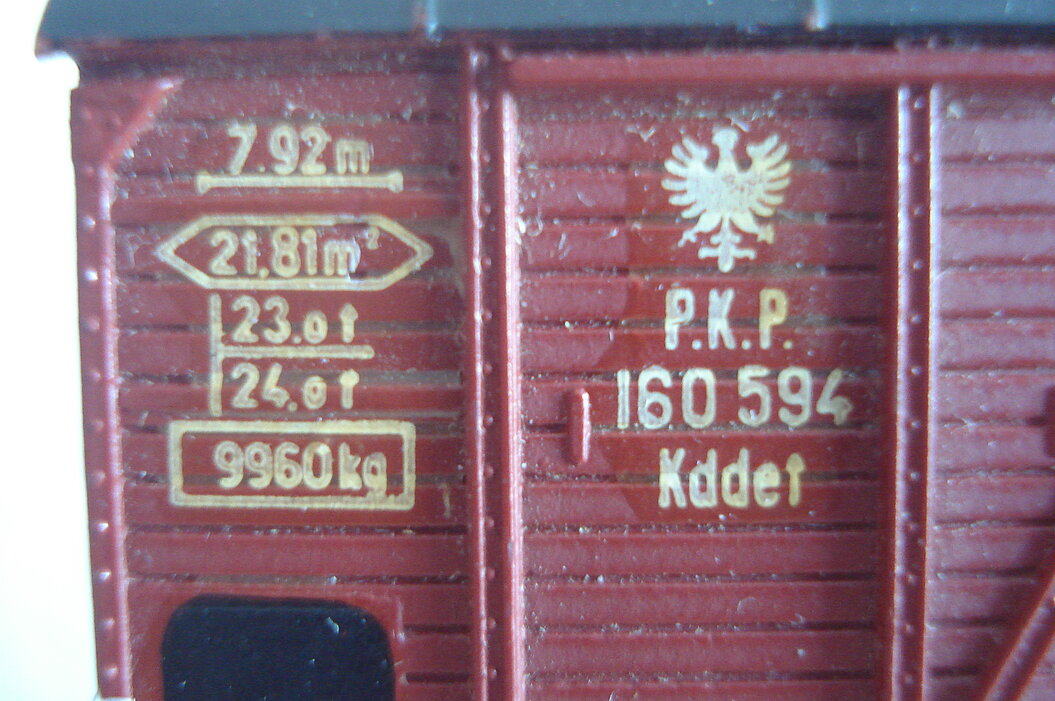 7.92m
21.81m²
23.0t
24.0t
9960kg
P.K.P.
160 594
Kddet